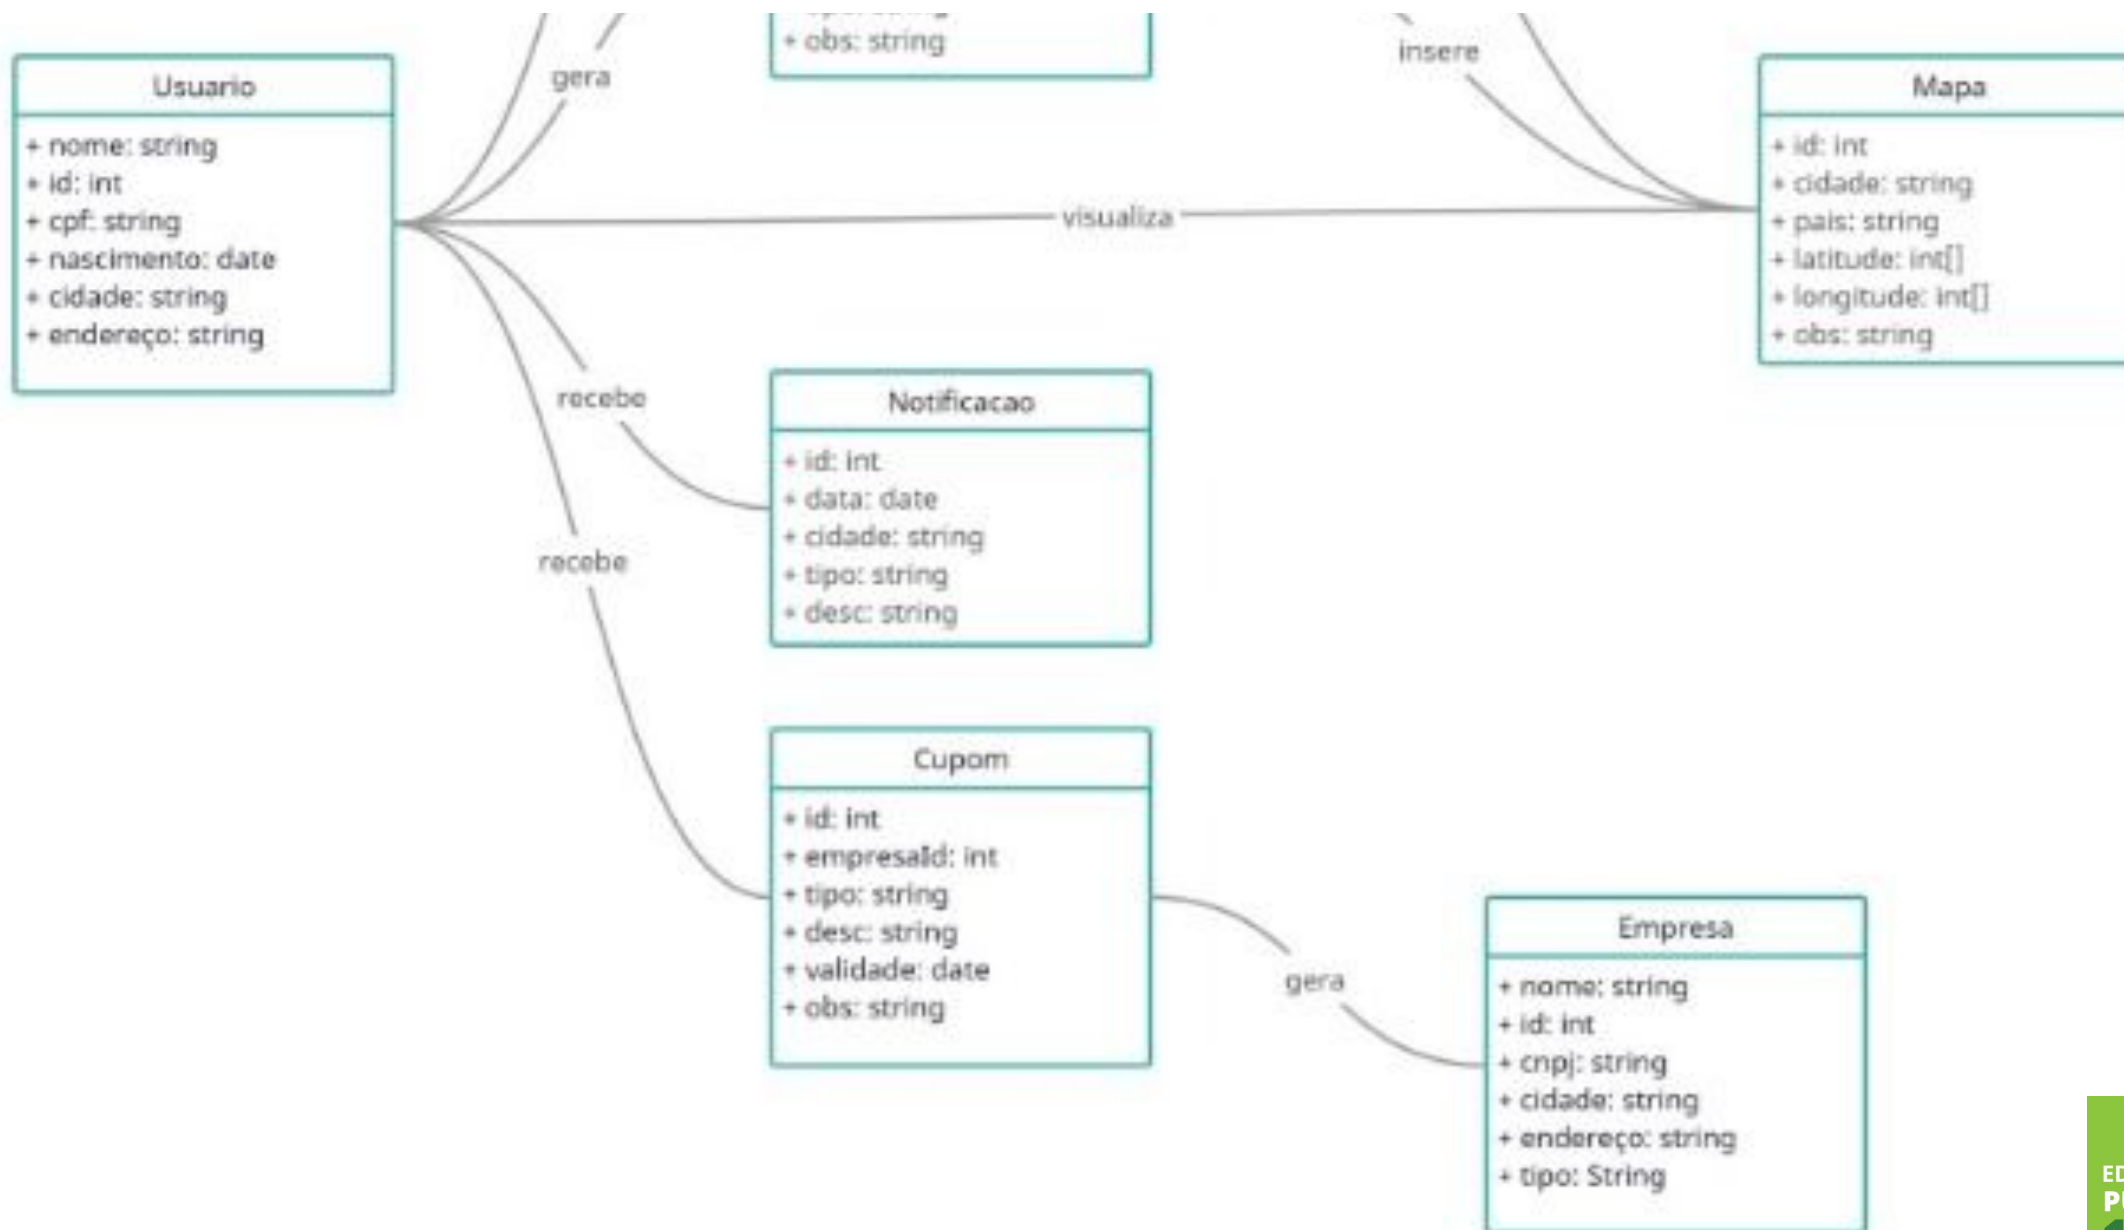 + obs: string
insere
gera
Usuario
+ nome: string
+ id: int
+ cpf: string
+ nascimento: date
+ cidade: string
+ endereço: string
Mapa
+ id: int
+ cidade: string
+ pais: string
+ latitude: int[]
+ longitude: int[]
+ obs: string
visualiza
recebe
Notificacao
+ id: int
+ data: date
+ cidade: string
+ tipo: string
+ desc: string
recebe
Cupom
+ id: int
+ empresaId: int
+ tipo: string
+ desc: string
+ validade: date
+ obs: string
gera
Empresa
+ nome: string
+ id: int
+ cnpj: string
+ cidade: string
+ endereço: string
+ tipo: String